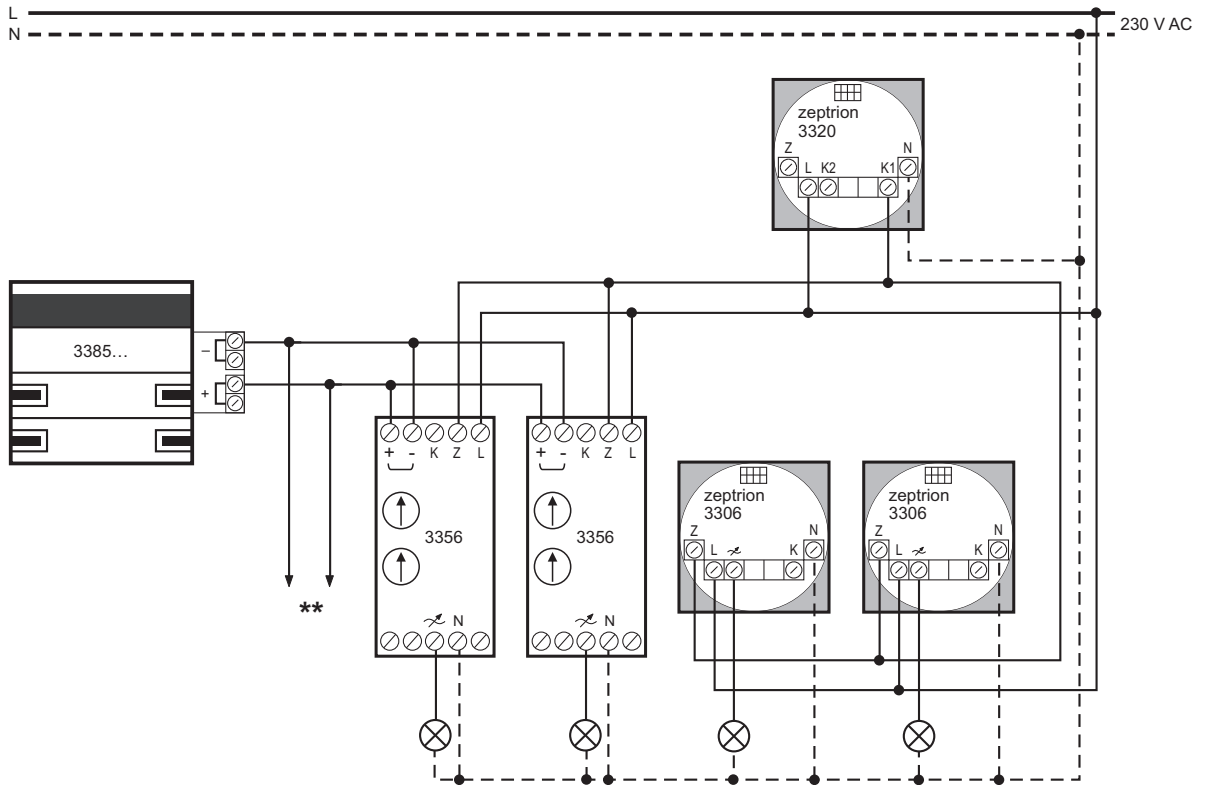 L
230 V AC
N
zeptrion
3320
Z N
L K2 K1
3385…
–
+
+ - K Z L
+ - K Z L
zeptrion
3306
zeptrion
3306
Z N
L K
Z N
L K
3356
3356
**
N
N